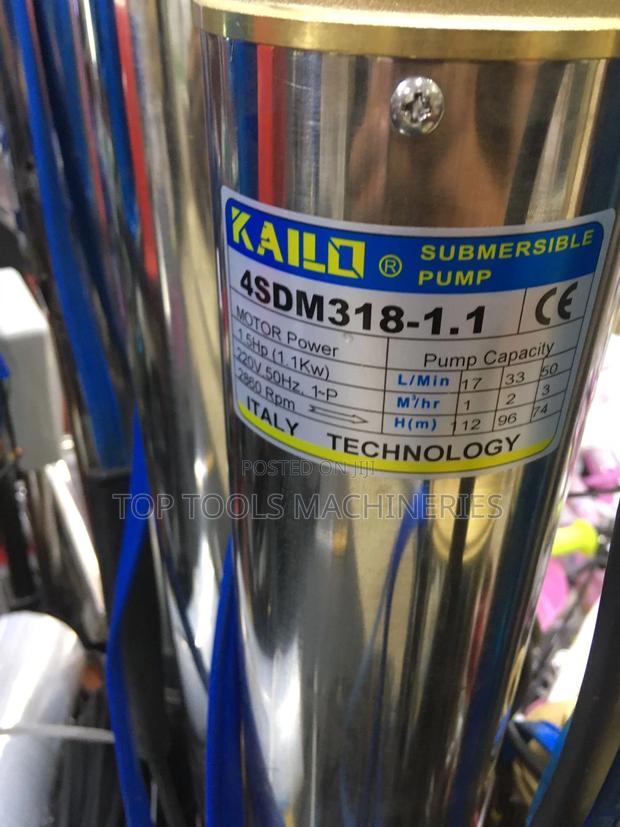 KAILO ® SUBMERSIBLE PUMP
4SDM318-1.1 CE
MOTOR Power
1.5Hp (1.1Kw)
220V.50Hz, 1~P
2860 Rpm
Pump Capacity
L/Min 17 33 50
M³/hr 1 2 3
H(m) 112 96 74
ITALY TECHNOLOGY
POSTED ON JIJI
TOP TOOLS MACHINERIES